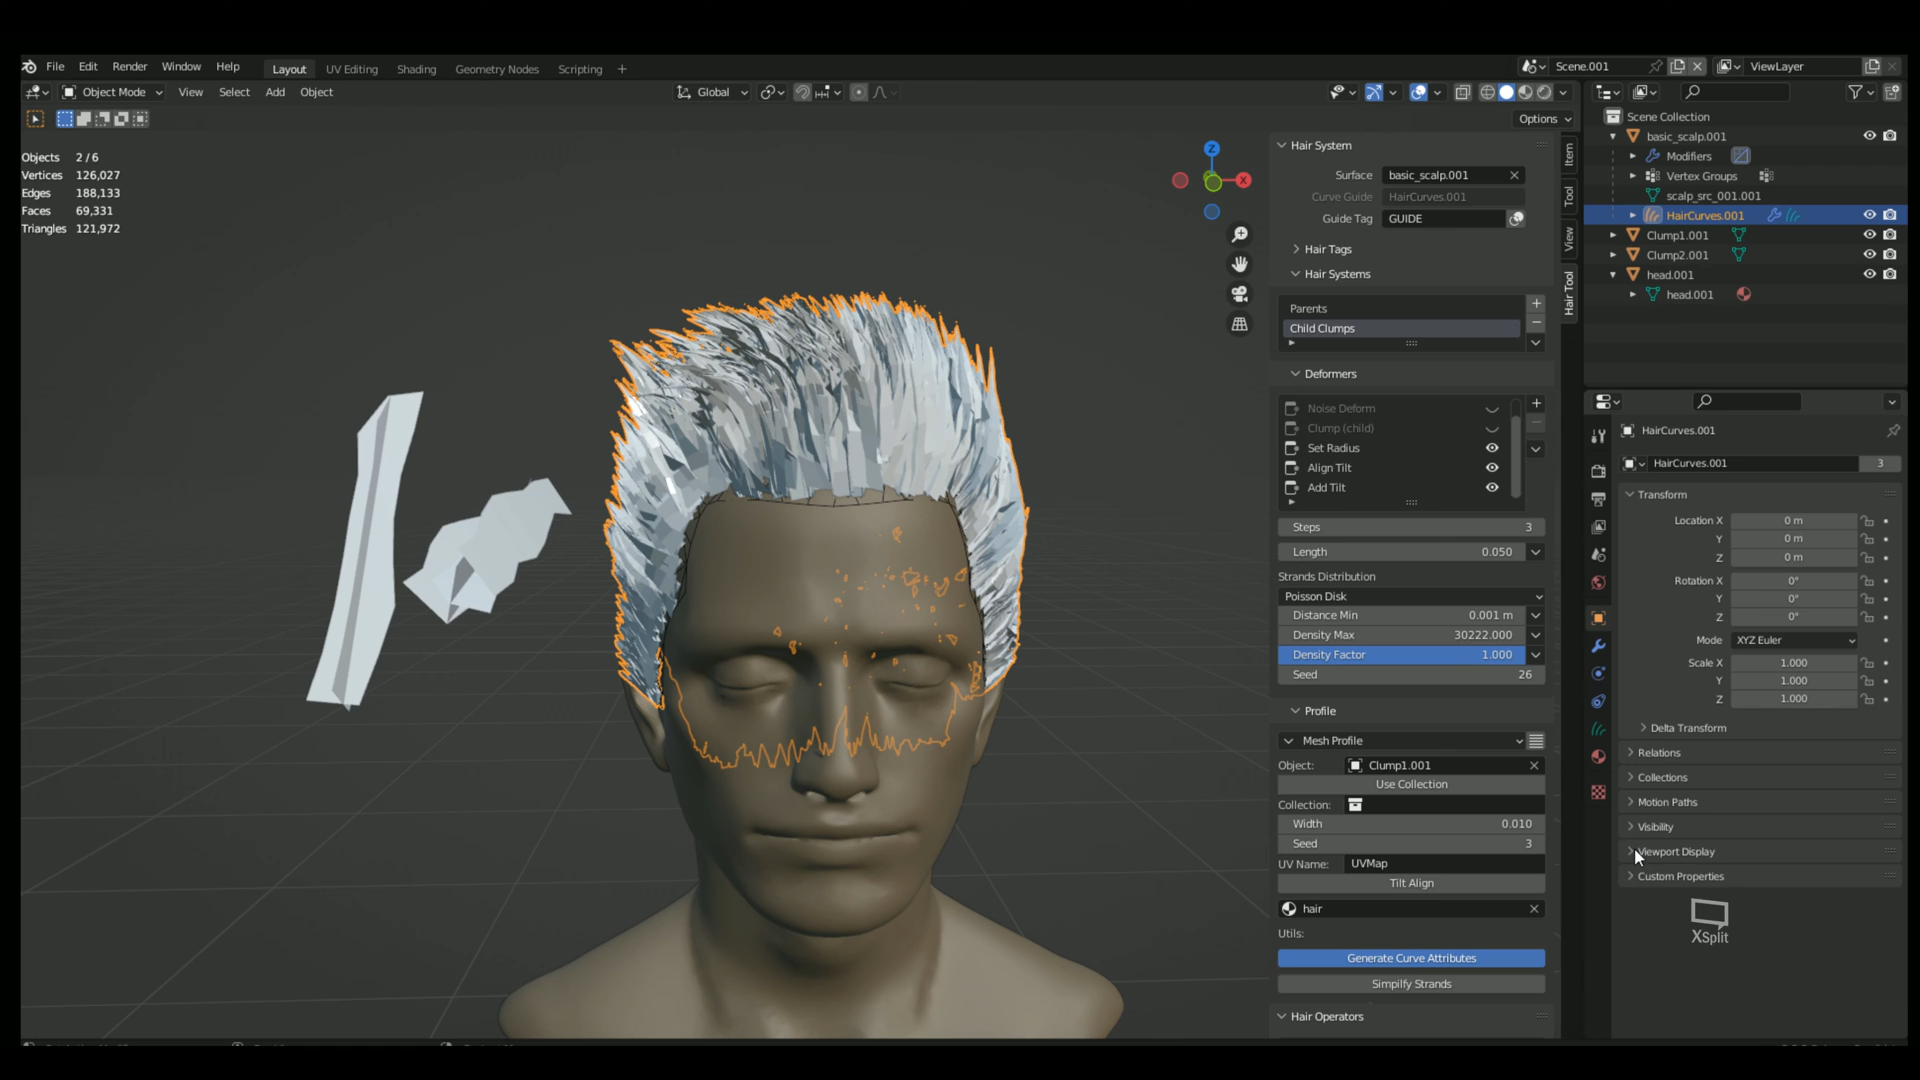 File Edit Render Window Help Layout UV Editing Shading Geometry Nodes Scripting +
Scene.001 ViewLayer
Object Mode View Select Add Object Global
Options
Objects 2 / 6
Vertices 126,027
Edges 188,133
Faces 69,331
Triangles 121,972
Z
X
Hair System
Surface basic_scalp.001
Curve Guide HairCurves.001
Guide Tag GUIDE
Hair Tags
Hair Systems
Parents
Child Clumps
Deformers
Noise Deform
Clump (child)
Set Radius
Align Tilt
Add Tilt
Steps 3
Length 0.050
Strands Distribution
Poisson Disk
Distance Min 0.001 m
Density Max 30222.000
Density Factor 1.000
Seed 26
Profile
Mesh Profile
Object: Clump1.001
Use Collection
Collection:
Width 0.010
Seed 3
UV Name: UVMap
Tilt Align
hair
Utils:
Generate Curve Attributes
Simpilfy Strands
Hair Operators
Item
Tool
View
Hair Tool
Scene Collection
basic_scalp.001
Modifiers
Vertex Groups
scalp_src_001.001
HairCurves.001
Clump1.001
Clump2.001
head.001
head.001
HairCurves.001
HairCurves.001 3
Transform
Location X 0 m
Y 0 m
Z 0 m
Rotation X 0°
Y 0°
Z 0°
Mode XYZ Euler
Scale X 1.000
Y 1.000
Z 1.000
Delta Transform
Relations
Collections
Motion Paths
Visibility
Viewport Display
Custom Properties
XSplit